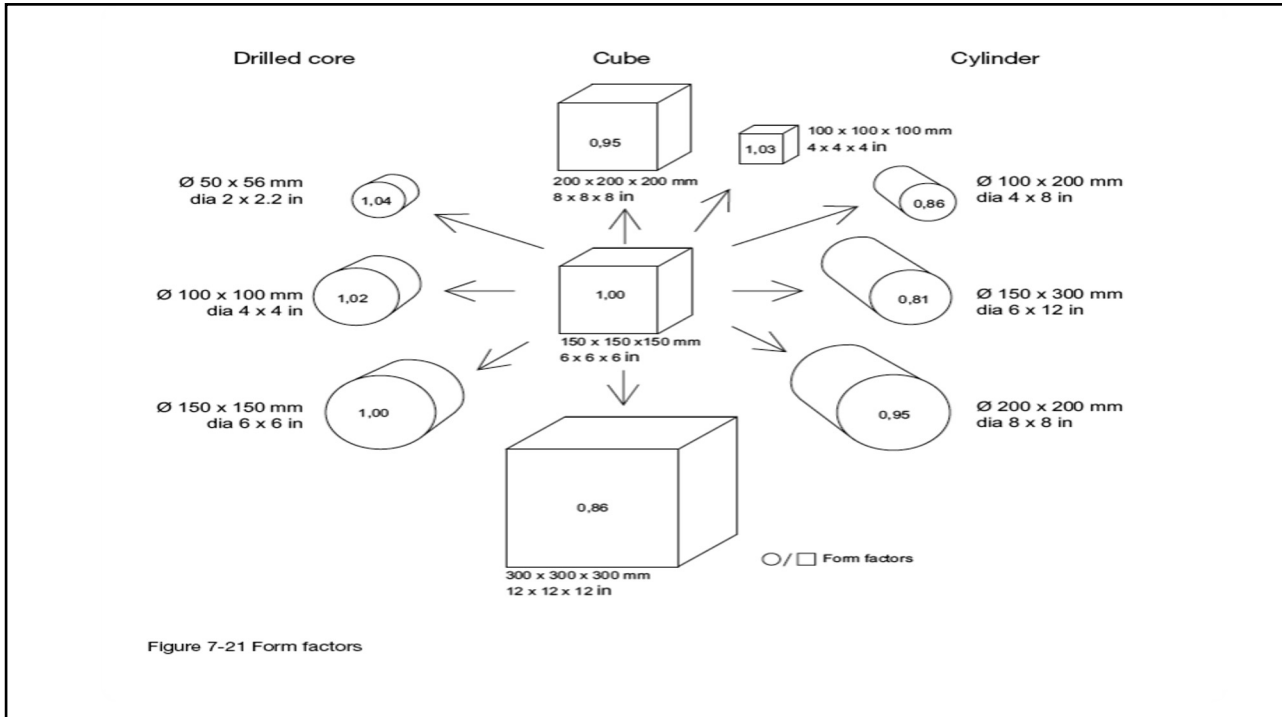 Drilled core
Cube
Cylinder
0,95
200 x 200 x 200 mm
8 x 8 x 8 in
1,03
100 x 100 x 100 mm
4 x 4 x 4 in
Ø 50 x 56 mm
dia 2 x 2.2 in
1,04
0,86
Ø 100 x 200 mm
dia 4 x 8 in
Ø 100 x 100 mm
dia 4 x 4 in
1,02
1,00
150 x 150 x150 mm
6 x 6 x 6 in
0,81
Ø 150 x 300 mm
dia 6 x 12 in
Ø 150 x 150 mm
dia 6 x 6 in
1,00
0,95
Ø 200 x 200 mm
dia 8 x 8 in
0,86
300 x 300 x 300 mm
12 x 12 x 12 in
Form factors
Figure 7-21 Form factors